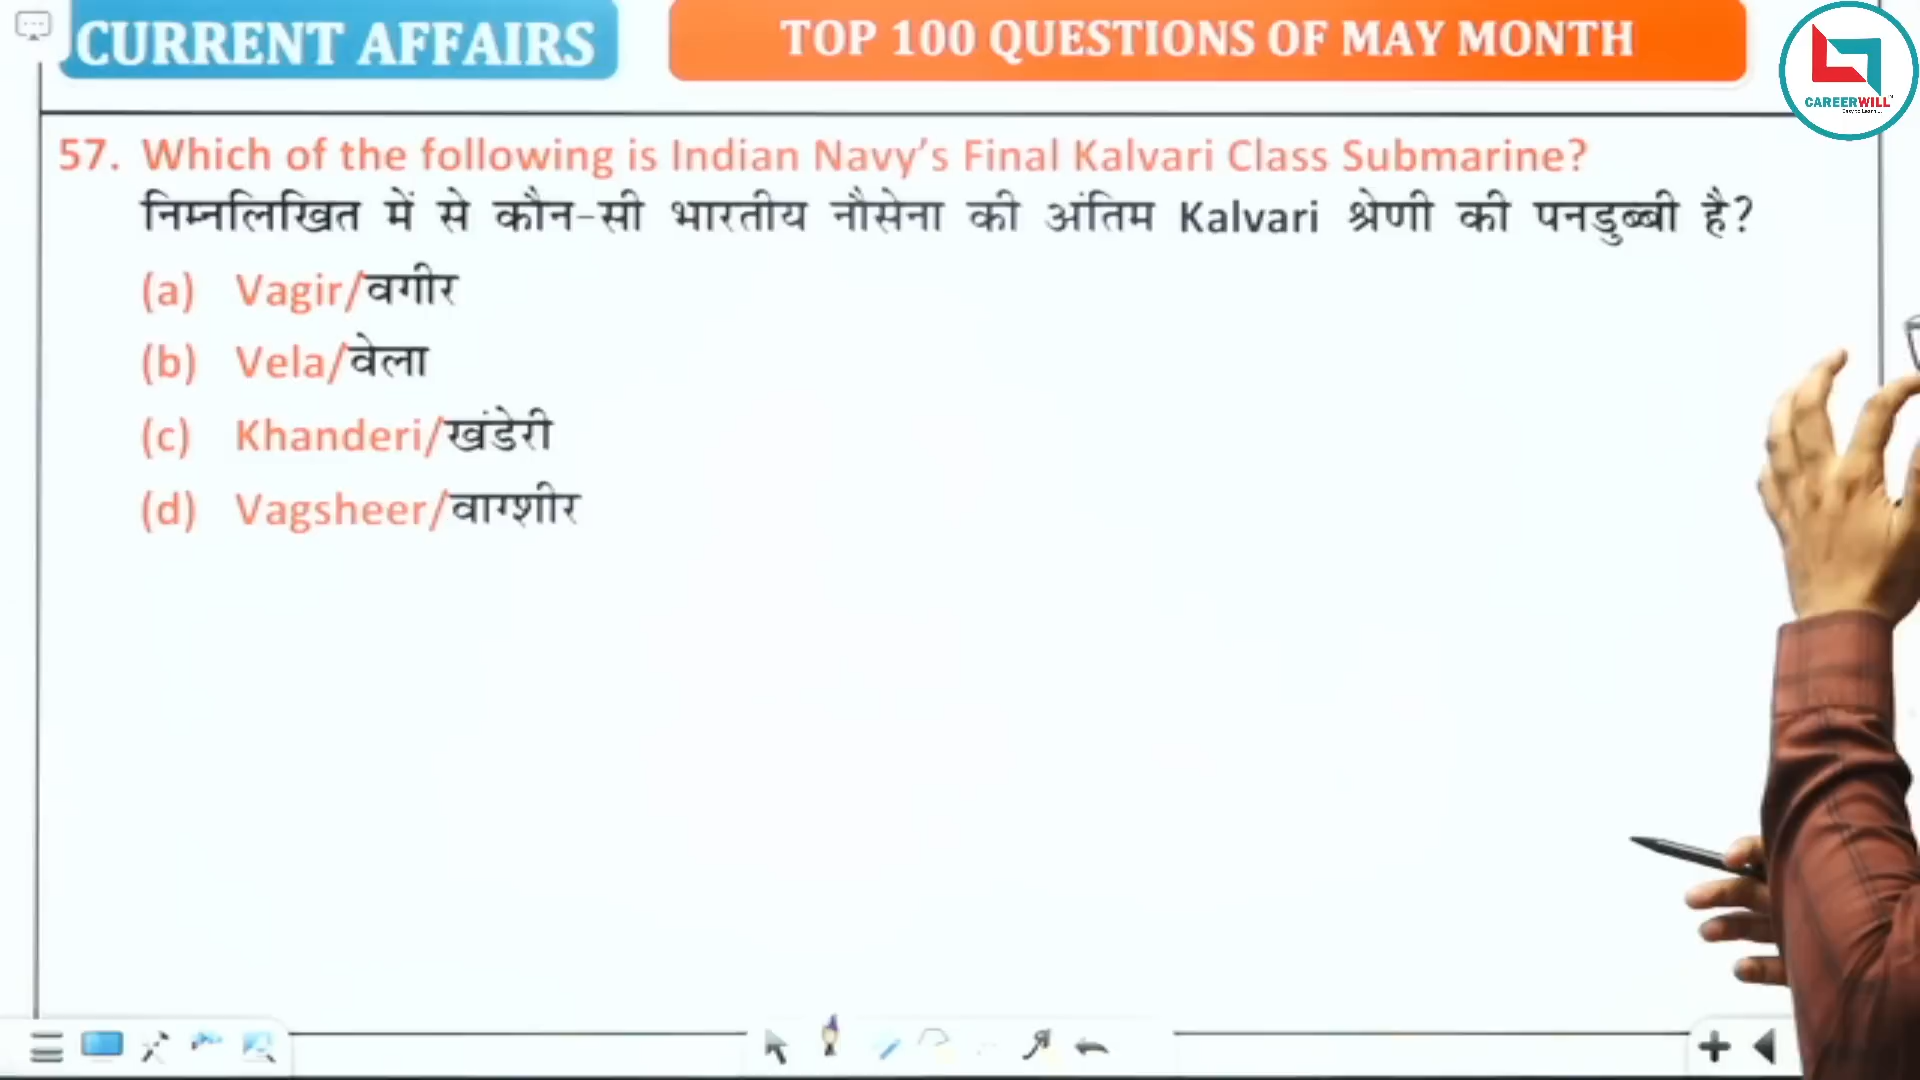 CURRENT AFFAIRS
TOP 100 QUESTIONS OF MAY MONTH
CAREERWILL
57. Which of the following is Indian Navy’s Final Kalvari Class Submarine?
निम्नलिखित में से कौन-सी भारतीय नौसेना की अंतिम Kalvari श्रेणी की पनडुब्बी है?
(a) Vagir/वगीर
(b) Vela/वेला
(c) Khanderi/खंडेरी
(d) Vagsheer/वाग्शीर